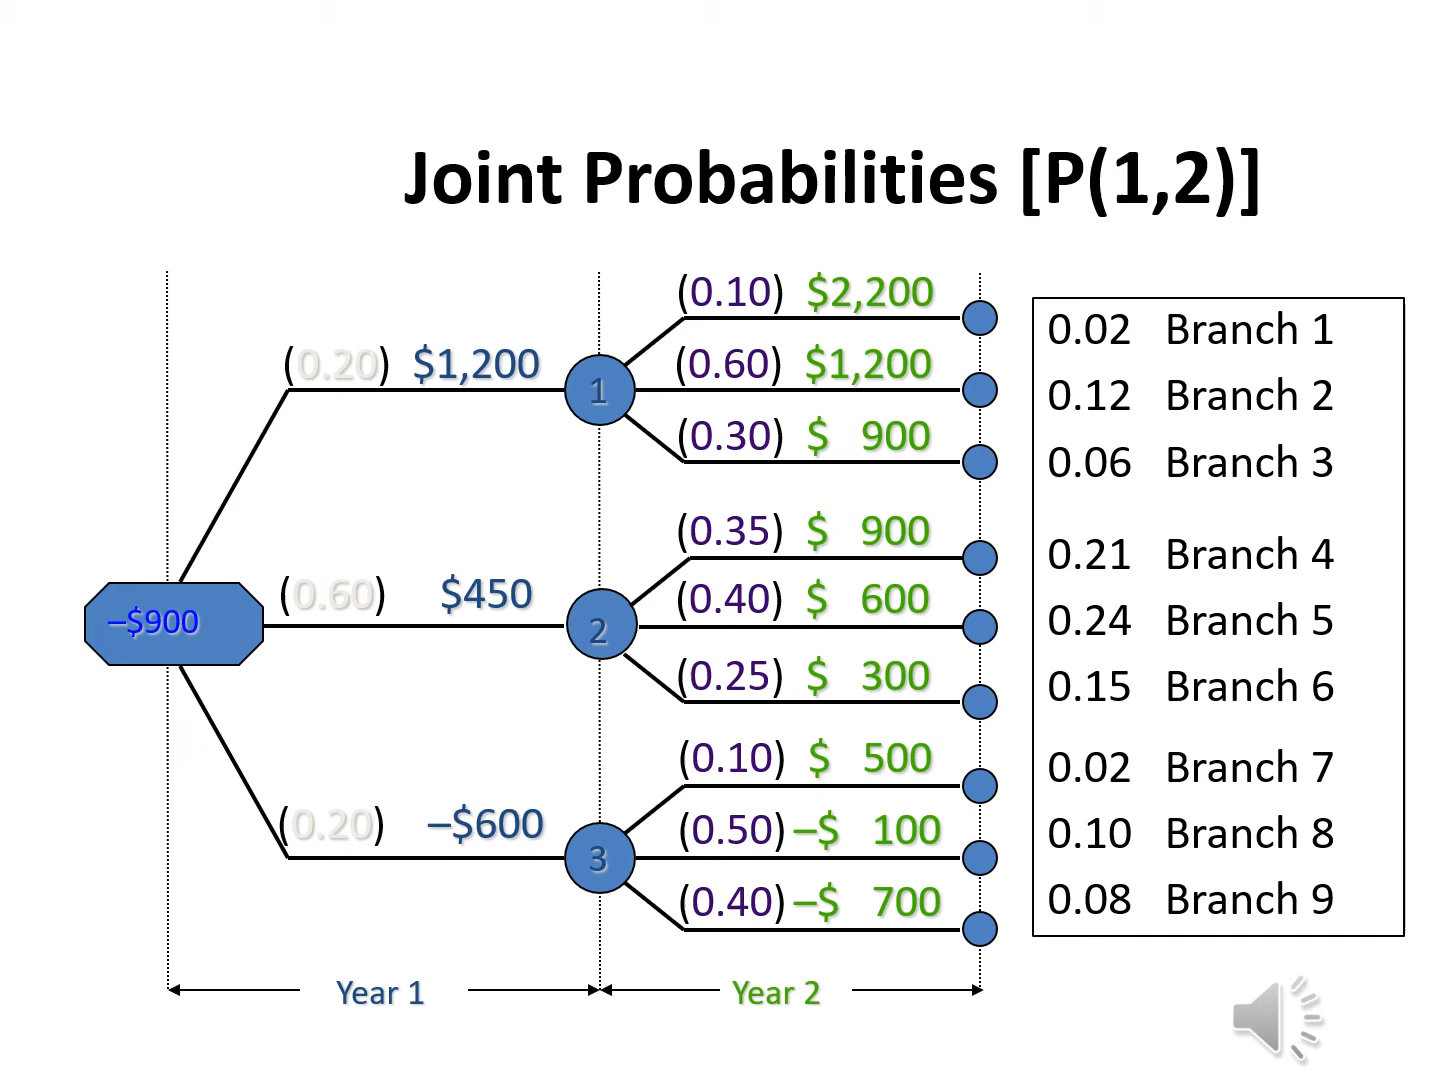 Joint Probabilities [P(1,2)]
(0.10) $2,200
0.02 Branch 1
(0.20) $1,200
1
(0.60) $1,200
0.12 Branch 2
(0.30) $ 900
0.06 Branch 3
(0.35) $ 900
0.21 Branch 4
–$900
(0.60) $450
2
(0.40) $ 600
0.24 Branch 5
(0.25) $ 300
0.15 Branch 6
(0.10) $ 500
0.02 Branch 7
(0.20) –$600
3
(0.50) –$ 100
0.10 Branch 8
(0.40) –$ 700
0.08 Branch 9
Year 1
Year 2